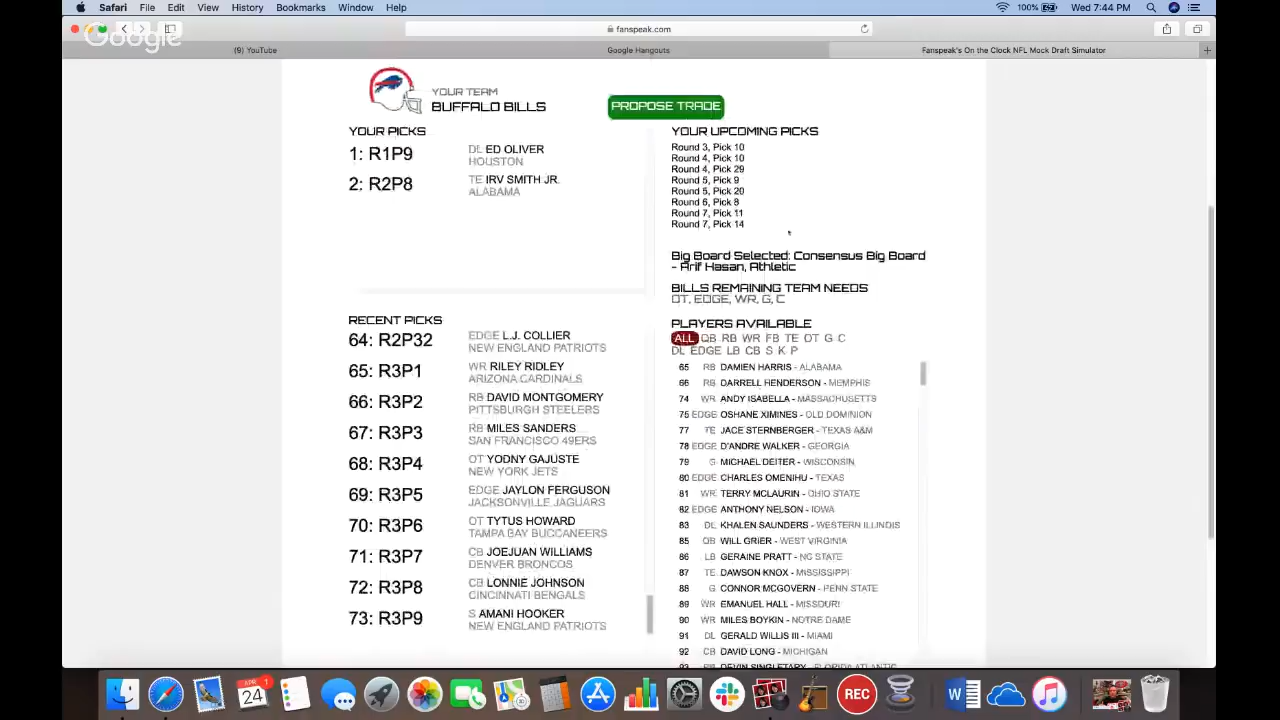 Safari File Edit View History Bookmarks Window Help
100% Wed 7:44 PM
Google
fanspeak.com
(9) YouTube
Google Hangouts
Fanspeak's On the Clock NFL Mock Draft Simulator
YOUR TEAM
BUFFALO BILLS
PROPOSE TRADE
YOUR PICKS
1: R1P9
DL ED OLIVER
HOUSTON
2: R2P8
TE IRV SMITH JR.
ALABAMA
YOUR UPCOMING PICKS
Round 3, Pick 10
Round 4, Pick 10
Round 4, Pick 29
Round 5, Pick 9
Round 5, Pick 20
Round 6, Pick 8
Round 7, Pick 11
Round 7, Pick 14
Big Board Selected: Consensus Big Board
- Arif Hasan, Athletic
BILLS REMAINING TEAM NEEDS
OT, EDGE, WR, G, C
RECENT PICKS
64: R2P32
EDGE L.J. COLLIER
NEW ENGLAND PATRIOTS
65: R3P1
WR RILEY RIDLEY
ARIZONA CARDINALS
66: R3P2
RB DAVID MONTGOMERY
PITTSBURGH STEELERS
67: R3P3
RB MILES SANDERS
SAN FRANCISCO 49ERS
68: R3P4
OT YODNY GAJUSTE
NEW YORK JETS
69: R3P5
EDGE JAYLON FERGUSON
JACKSONVILLE JAGUARS
70: R3P6
OT TYTUS HOWARD
TAMPA BAY BUCCANEERS
71: R3P7
CB JOEJUAN WILLIAMS
DENVER BRONCOS
72: R3P8
CB LONNIE JOHNSON
CINCINNATI BENGALS
73: R3P9
S AMANI HOOKER
NEW ENGLAND PATRIOTS
PLAYERS AVAILABLE
ALL QB RB WR FB TE OT G C
DL EDGE LB CB S K P
65 RB DAMIEN HARRIS - ALABAMA
66 RB DARRELL HENDERSON - MEMPHIS
74 WR ANDY ISABELLA - MASSACHUSETTS
75 EDGE OSHANE XIMINES - OLD DOMINION
77 TE JACE STERNBERGER - TEXAS A&M
78 EDGE D'ANDRE WALKER - GEORGIA
79 G MICHAEL DEITER - WISCONSIN
80 EDGE CHARLES OMENIHU - TEXAS
81 WR TERRY MCLAURIN - OHIO STATE
82 EDGE ANTHONY NELSON - IOWA
83 DL KHALEN SAUNDERS - WESTERN ILLINIS
85 QB WILL GRIER - WEST VIRGINIA
86 LB GERAINE PRATT - NC STATE
87 TE DAWSON KNOX - MISSISSIPPI
88 G CONNOR MCGOVERN - PENN STATE
89 WR EMANUEL HALL - MISSOURI
90 WR MILES BOYKIN - NOTRE DAME
91 DL GERALD WILLIS III - MIAMI
92 CB DAVID LONG - MICHIGAN
93 RB DEVIN SINGLETARY - FLORIDA ATLANTIC
APR 24
1
REC
W